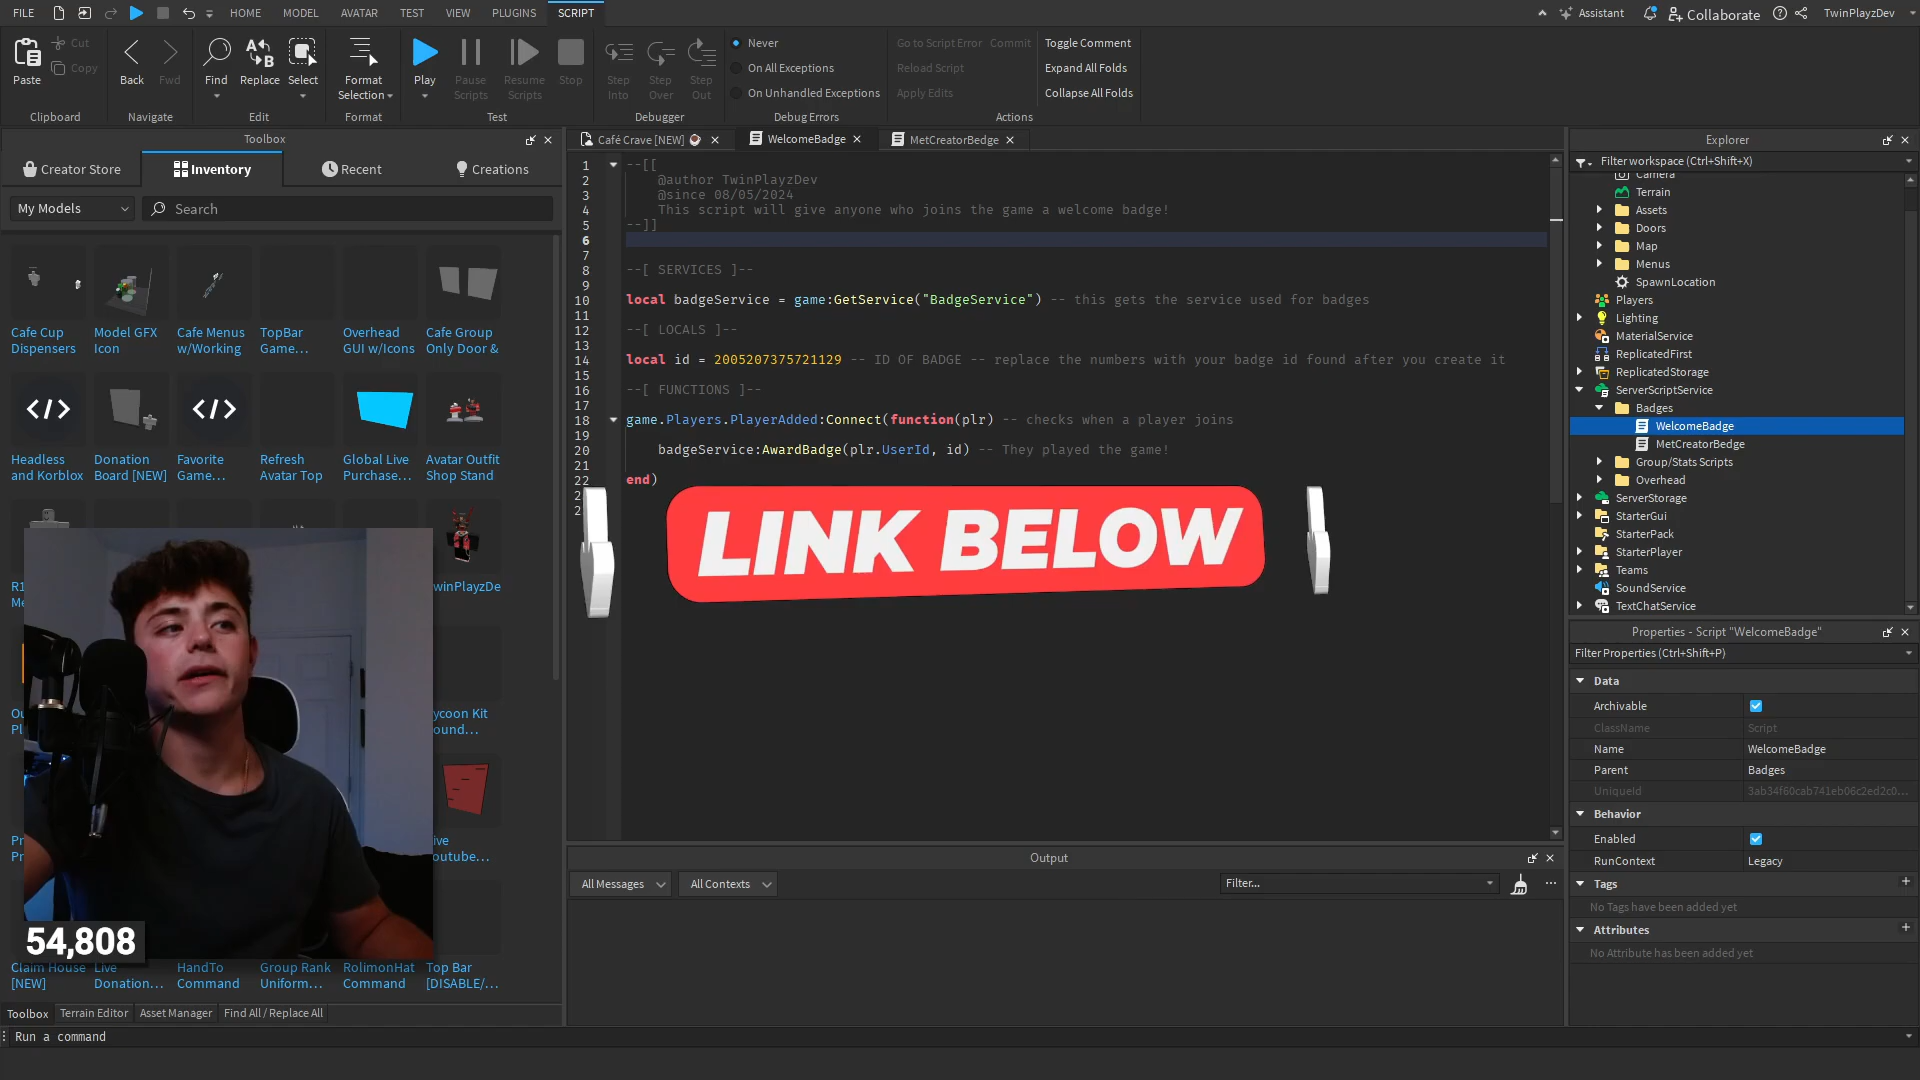 FILE HOME MODEL AVATAR TEST VIEW PLUGINS SCRIPT Assistant Collaborate TwinPlayzDev
Paste Cut Copy Back Fwd Find Replace Select Format Selection Play Pause Scripts Resume Scripts Stop Step Into Step Over Step Out
Never
On All Exceptions
On Unhandled Exceptions
Go to Script Error Commit
Reload Script
Apply Edits
Toggle Comment
Expand All Folds
Collapse All Folds
Clipboard Navigate Edit Format Test Debugger Debug Errors Actions
Toolbox
Creator Store Inventory Recent Creations
My Models Search
Cafe Cup Dispensers
Model GFX Icon
Cafe Menus w/Working
TopBar Game...
Overhead GUI w/Icons
Cafe Group Only Door &
Headless and Korblox
Donation Board [NEW]
Favorite Game...
Refresh Avatar Top
Global Live Purchase...
Avatar Outfit Shop Stand
winPlayzDe
ycoon Kit
54,808
Claim House [NEW]
Live Donation...
HandTo Command
Group Rank Uniform...
RolimonHat Command
Top Bar [DISABLE/...
Toolbox Terrain Editor Asset Manager Find All / Replace All
Run a command
Café Crave [NEW] WelcomeBadge MetCreatorBedge
1 --[[
2 @author TwinPlayzDev
3 @since 08/05/2024
4 This script will give anyone who joins the game a welcome badge!
5 --]]
6
7
8 --[ SERVICES ]--
9
10 local badgeService = game:GetService("BadgeService") -- this gets the service used for badges
11
12 --[ LOCALS ]--
13
14 local id = 2005207375721129 -- ID OF BADGE -- replace the numbers with your badge id found after you create it
15
16 --[ FUNCTIONS ]--
17
18 game.Players.PlayerAdded:Connect(function(plr) -- checks when a player joins
19
20 badgeService:AwardBadge(plr.UserId, id) -- They played the game!
21
22 end)
LINK BELOW
Output
All Messages All Contexts Filter...
Explorer
Filter workspace (Ctrl+Shift+X)
Camera
Terrain
Assets
Doors
Map
Menus
SpawnLocation
Players
Lighting
MaterialService
ReplicatedFirst
ReplicatedStorage
ServerScriptService
Badges
WelcomeBadge
MetCreatorBedge
Group/Stats Scripts
Overhead
ServerStorage
StarterGui
StarterPack
StarterPlayer
Teams
SoundService
TextChatService
Properties - Script "WelcomeBadge"
Filter Properties (Ctrl+Shift+P)
Data
Archivable
ClassName Script
Name WelcomeBadge
Parent Badges
UniqueId 3ab34f60cab741eb06c2ed2c0...
Behavior
Enabled
RunContext Legacy
Tags
No Tags have been added yet
Attributes
No Attribute has been added yet